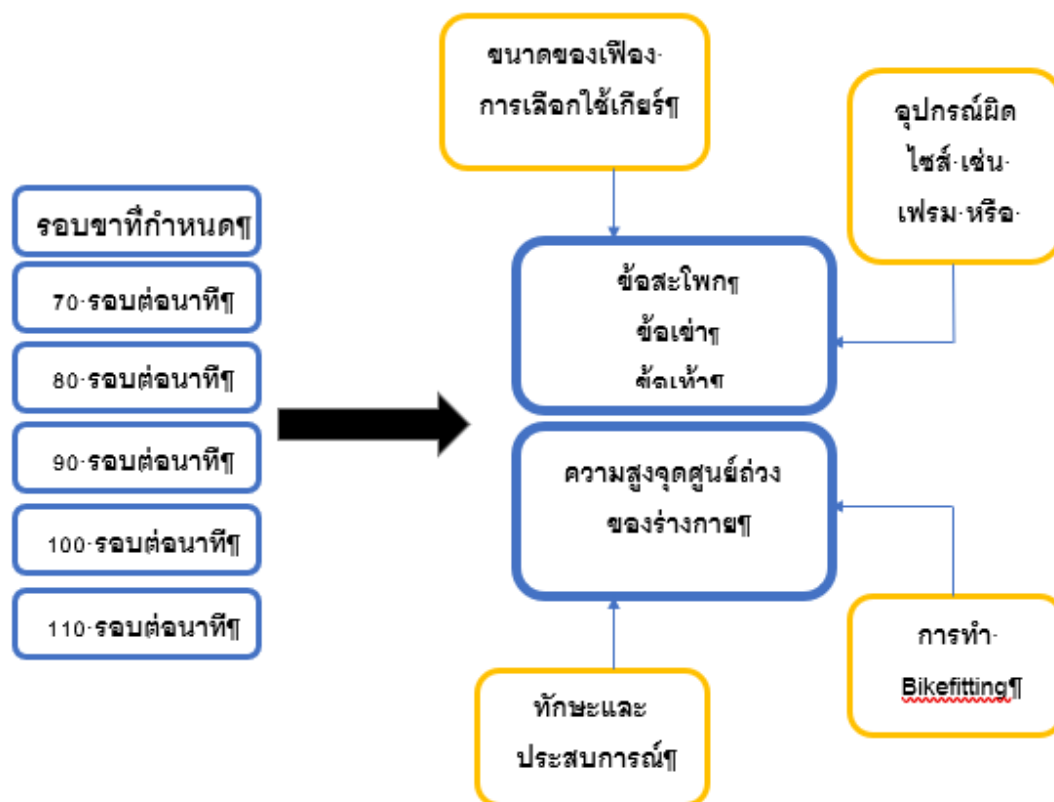 ขนาดของเฟือง
การเลือกใช้เกียร์¶
อุปกรณ์ผิด
ไซส์ เช่น
เฟรม หรือ
รอบขาที่กำหนด¶
70 รอบต่อนาที¶
80 รอบต่อนาที¶
90 รอบต่อนาที¶
100 รอบต่อนาที¶
110 รอบต่อนาที¶
ข้อสะโพก¶
ข้อเข่า¶
ข้อเท้า¶
ความสูงจุดศูนย์ถ่วง
ของร่างกาย¶
การทำ
Bikefitting¶
ทักษะและ
ประสบการณ์¶